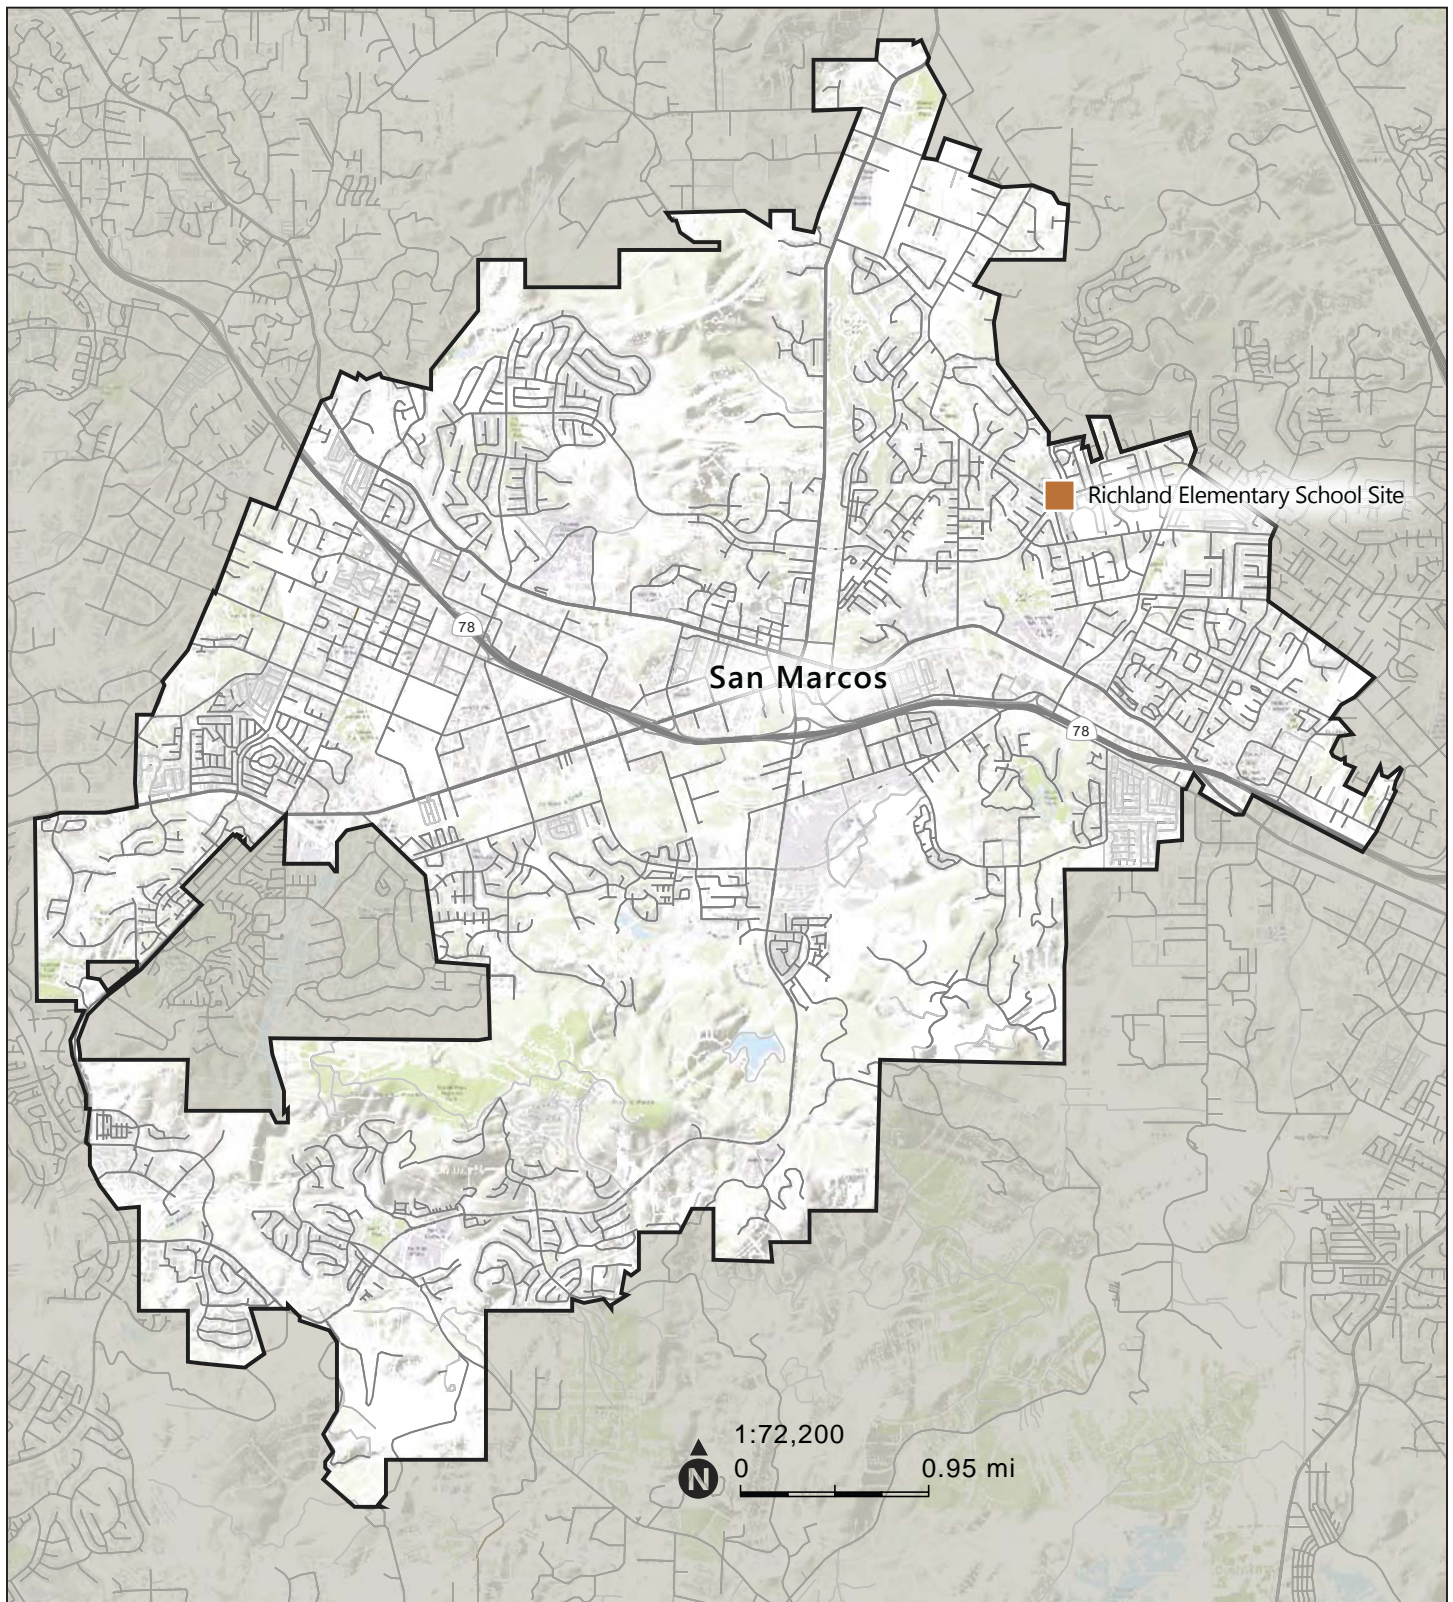 Richland Elementary School Site
78
San Marcos
78
1:72,200
N
0 0.95 mi